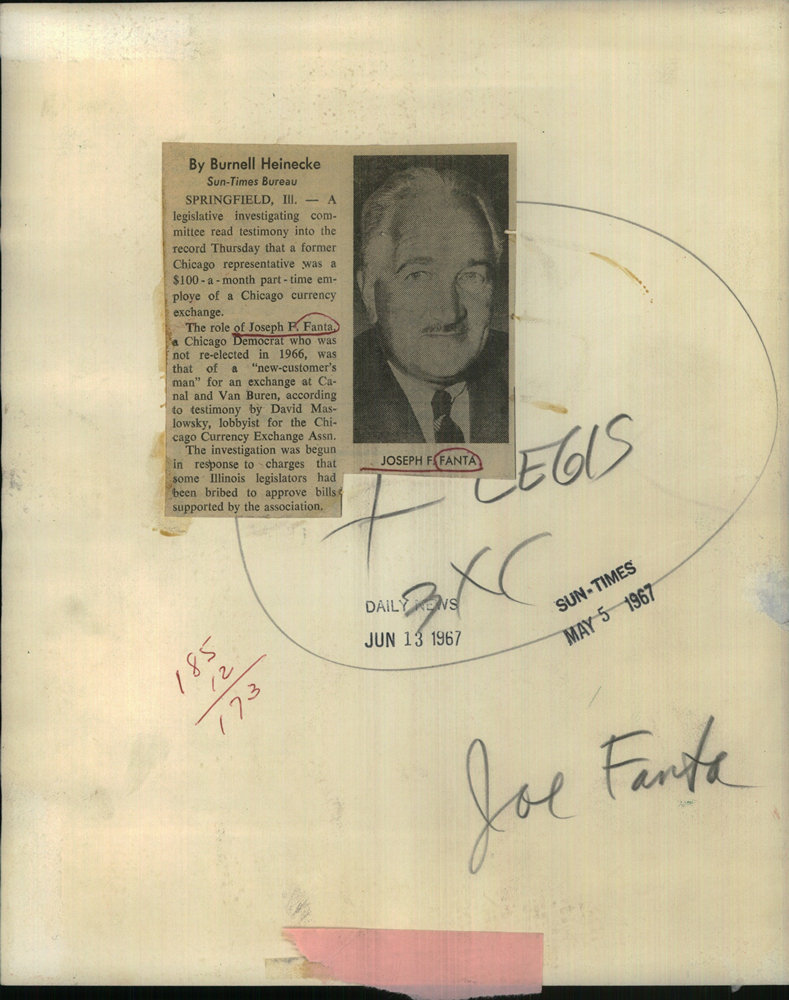 By Burnell Heinecke
Sun-Times Bureau
SPRINGFIELD, Ill. — A
legislative investigating com-
mittee read testimony into the
record Thursday that a former
Chicago representative was a
$100-a-month part-time em-
ploye of a Chicago currency
exchange.
The role of Joseph F. Fanta,
a Chicago Democrat who was
not re-elected in 1966, was
that of a "new-customer's
man" for an exchange at Ca-
nal and Van Buren, according
to testimony by David Mas-
lowsky, lobbyist for the Chi-
cago Currency Exchange Assn.
The investigation was begun
in response to charges that
some Illinois legislators had
been bribed to approve bills
supported by the association.
JOSEPH F. FANTA
LEGIS
3XC
DAILY NEWS
JUN 13 1967
SUN-TIMES
MAY 5 1967
185
12
173
Joe Fanta